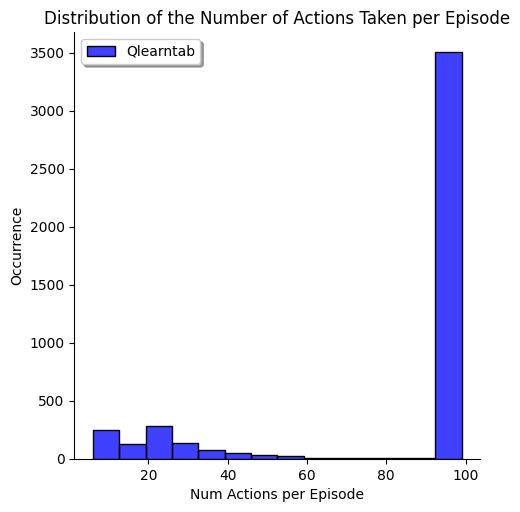 Distribution of the Number of Actions Taken per Episode
Qlearntab
3500
3000
2500
2000
1500
1000
500
0
Occurrence
20 40 60 80 100
Num Actions per Episode